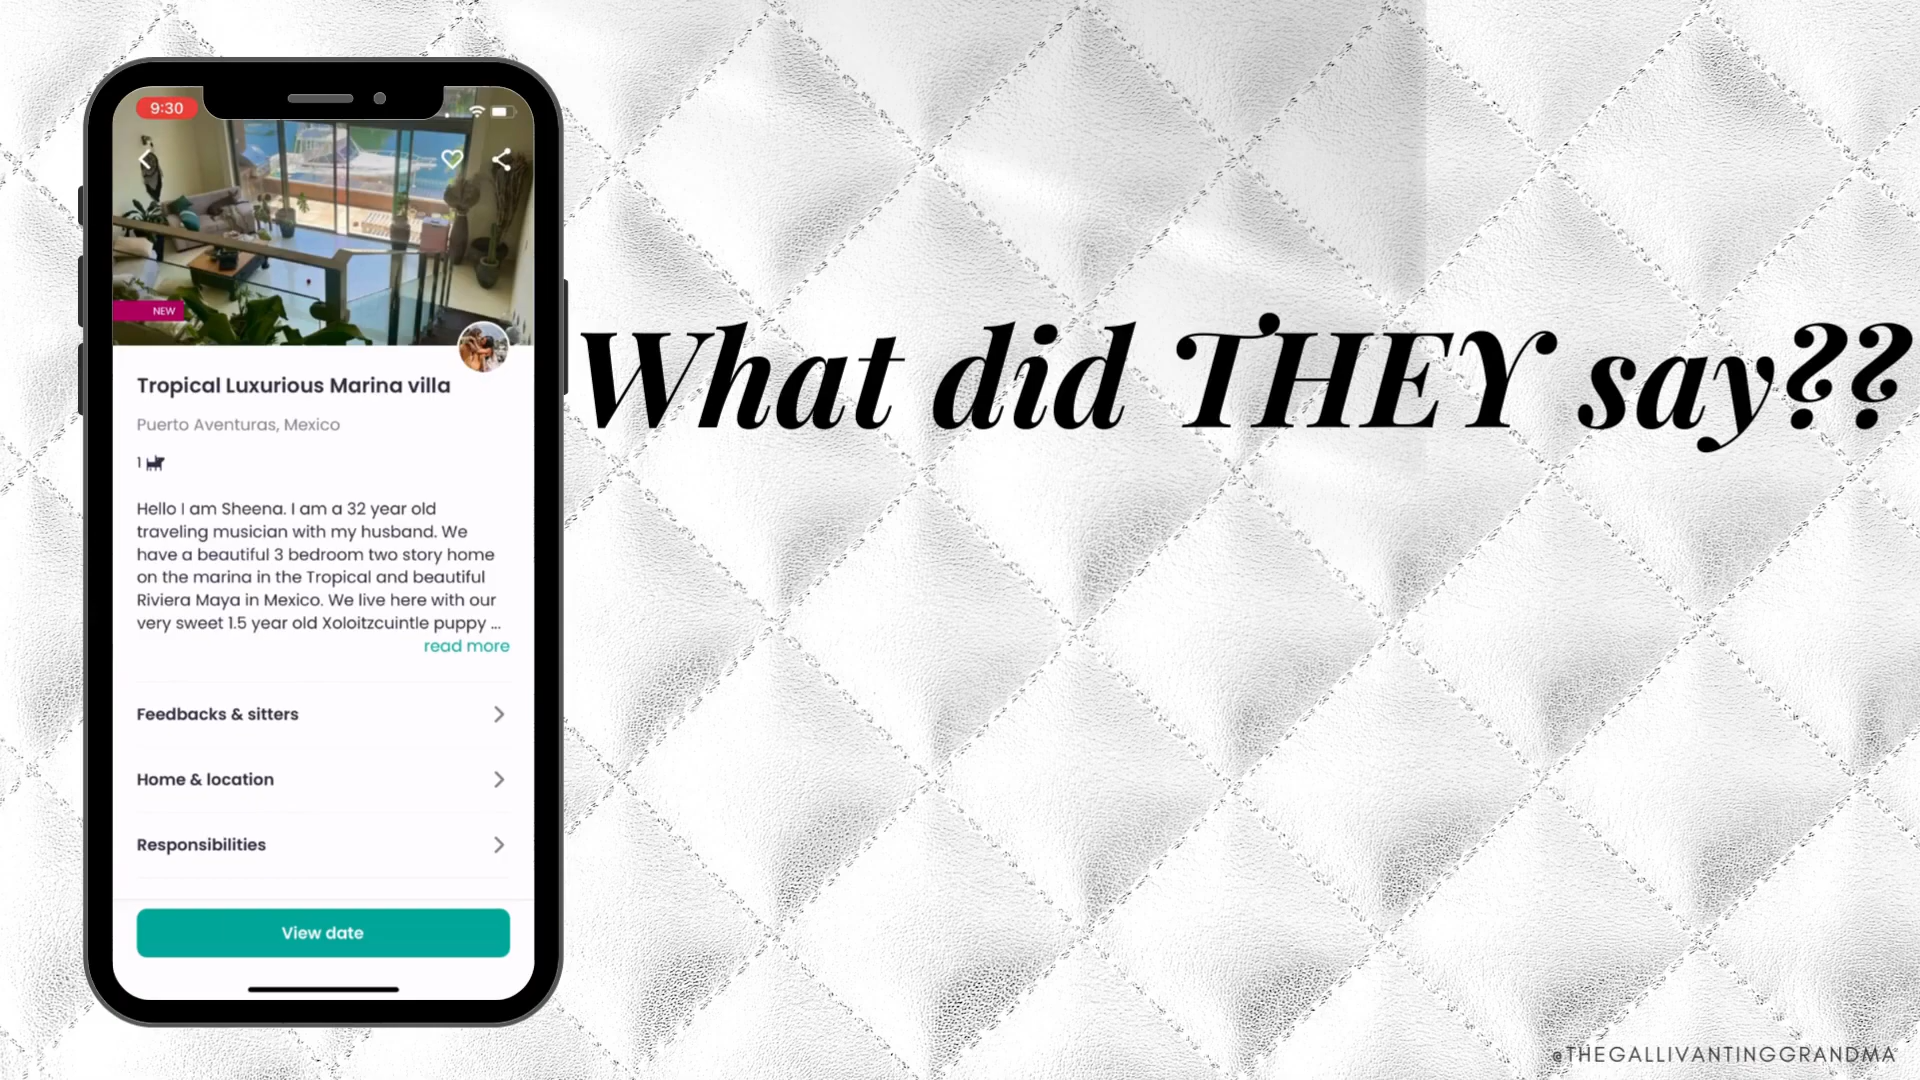 9:30
NEW
Tropical Luxurious Marina villa
Puerto Aventuras, Mexico
1
Hello I am Sheena. I am a 32 year old
traveling musician with my husband. We
have a beautiful 3 bedroom two story home
on the marina in the Tropical and beautiful
Riviera Maya in Mexico. We live here with our
very sweet 1.5 year old Xoloitzcuintle puppy ...
read more
Feedbacks & sitters
Home & location
Responsibilities
View date
What did THEY say??
@THEGALLIVANTINGGRANDMA